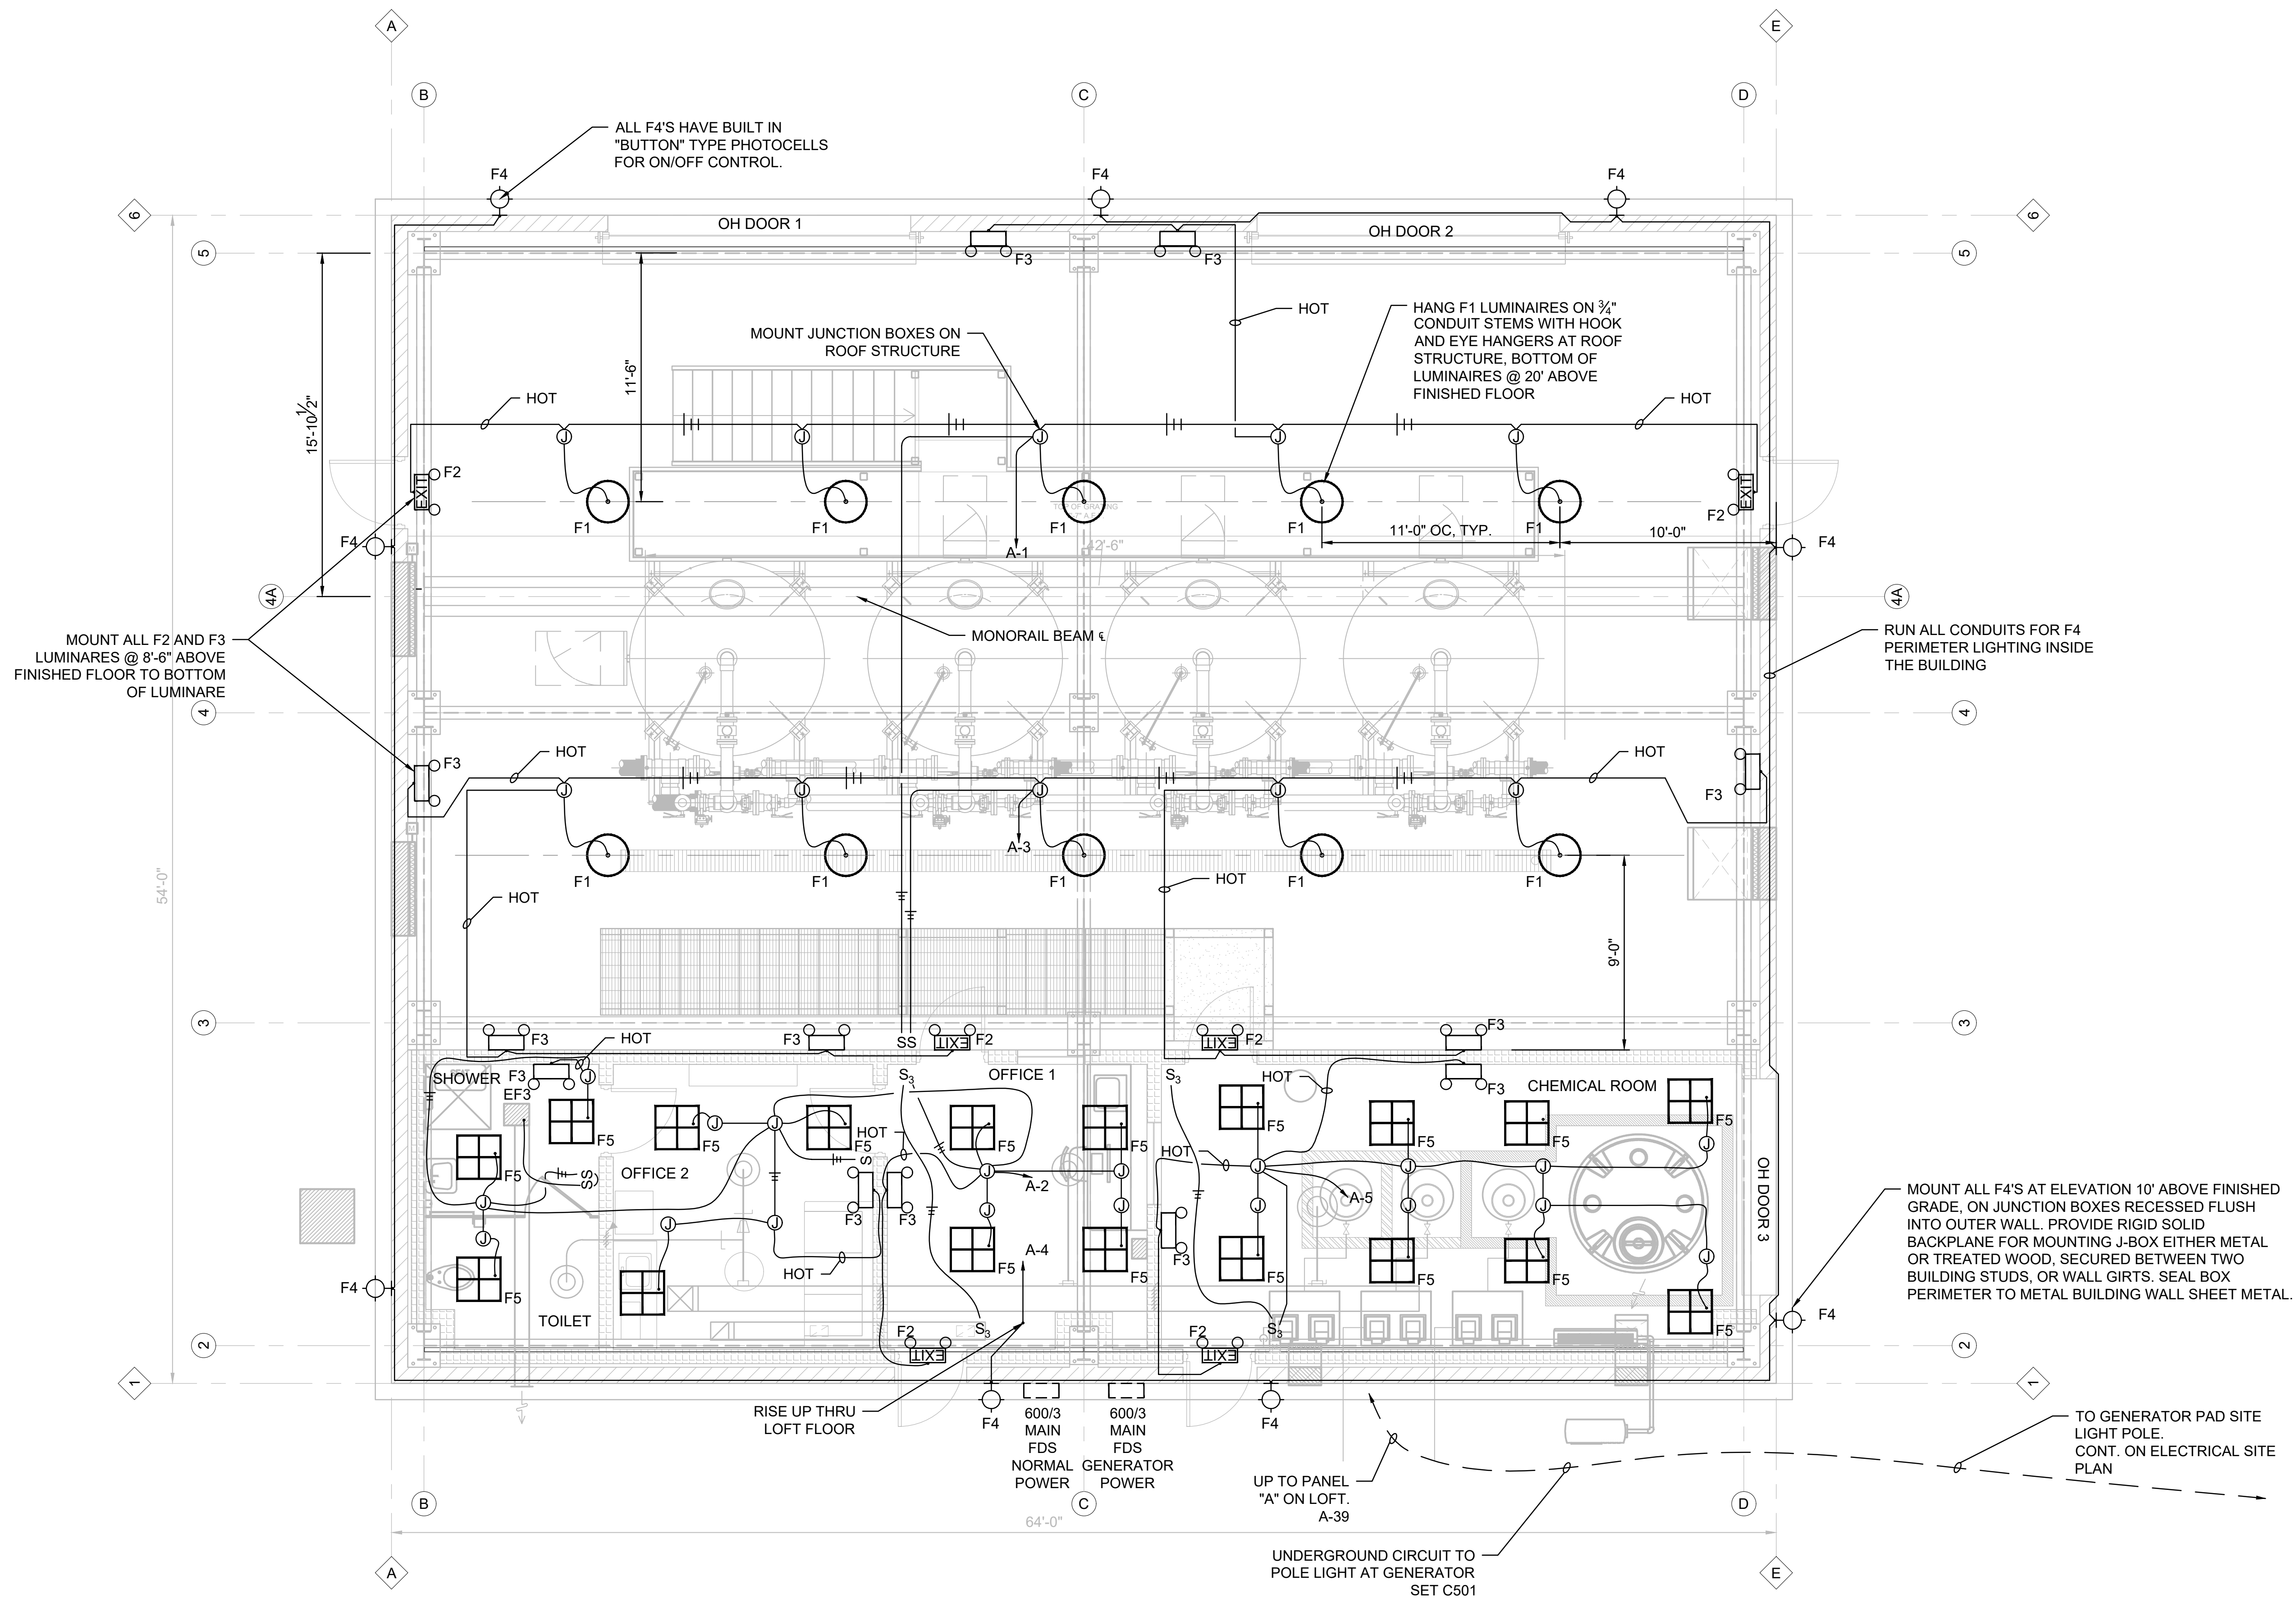 A
E
B
C
D
ALL F4'S HAVE BUILT IN
"BUTTON" TYPE PHOTOCELLS
FOR ON/OFF CONTROL.
F4
F4
F4
6
6
OH DOOR 1
OH DOOR 2
5
5
F3
F3
HOT
HANG F1 LUMINAIRES ON 3/4"
CONDUIT STEMS WITH HOOK
AND EYE HANGERS AT ROOF
STRUCTURE, BOTTOM OF
LUMINAIRES @ 20' ABOVE
FINISHED FLOOR
MOUNT JUNCTION BOXES ON
ROOF STRUCTURE
11'-6"
15'-10 1/2"
HOT
HOT
J
J
J
J
J
EXIT
F2
EXIT
F2
TOP OF GRATING
F1
F1
F1
F1
F1
11'-0" OC, TYP.
10'-0"
F4
F4
A-1
42'-6"
M
4A
4A
MONORAIL BEAM ℄
MOUNT ALL F2 AND F3
LUMINARES @ 8'-6" ABOVE
FINISHED FLOOR TO BOTTOM
OF LUMINARE
RUN ALL CONDUITS FOR F4
PERIMETER LIGHTING INSIDE
THE BUILDING
4
4
HOT
HOT
F3
F3
J
J
J
J
J
M
A-3
F1
F1
F1
F1
F1
HOT
HOT
54'-0"
9'-0"
3
3
F3
HOT
F3
SS
EXIT
F2
EXIT
F2
F3
SHOWER
SEAT
F3
J
EF3
S3
OFFICE 1
S3
HOT
F3
CHEMICAL ROOM
F5
F5
J
J
F5
HOT
F5
F5
F5
F5
F5
F5
J
F5
SS
OFFICE 2
S
J
J
HOT
J
J
J
J
A-2
A-5
OH DOOR 3
J
J
J
J
F3
F3
J
J
J
J
J
F3
HOT
A-4
F5
F5
F5
F5
F5
F5
J
F5
TOILET
F4
F2
EXIT
S3
F2
EXIT
S3
F4
MOUNT ALL F4'S AT ELEVATION 10' ABOVE FINISHED
GRADE, ON JUNCTION BOXES RECESSED FLUSH
INTO OUTER WALL. PROVIDE RIGID SOLID
BACKPLANE FOR MOUNTING J-BOX EITHER METAL
OR TREATED WOOD, SECURED BETWEEN TWO
BUILDING STUDS, OR WALL GIRTS. SEAL BOX
PERIMETER TO METAL BUILDING WALL SHEET METAL.
2
2
1
1
RISE UP THRU
LOFT FLOOR
F4
600/3
MAIN
FDS
NORMAL
POWER
600/3
MAIN
FDS
GENERATOR
POWER
F4
TO GENERATOR PAD SITE
LIGHT POLE.
CONT. ON ELECTRICAL SITE
PLAN
UP TO PANEL
"A" ON LOFT.
A-39
B
C
D
64'-0"
UNDERGROUND CIRCUIT TO
POLE LIGHT AT GENERATOR
SET C501
A
E